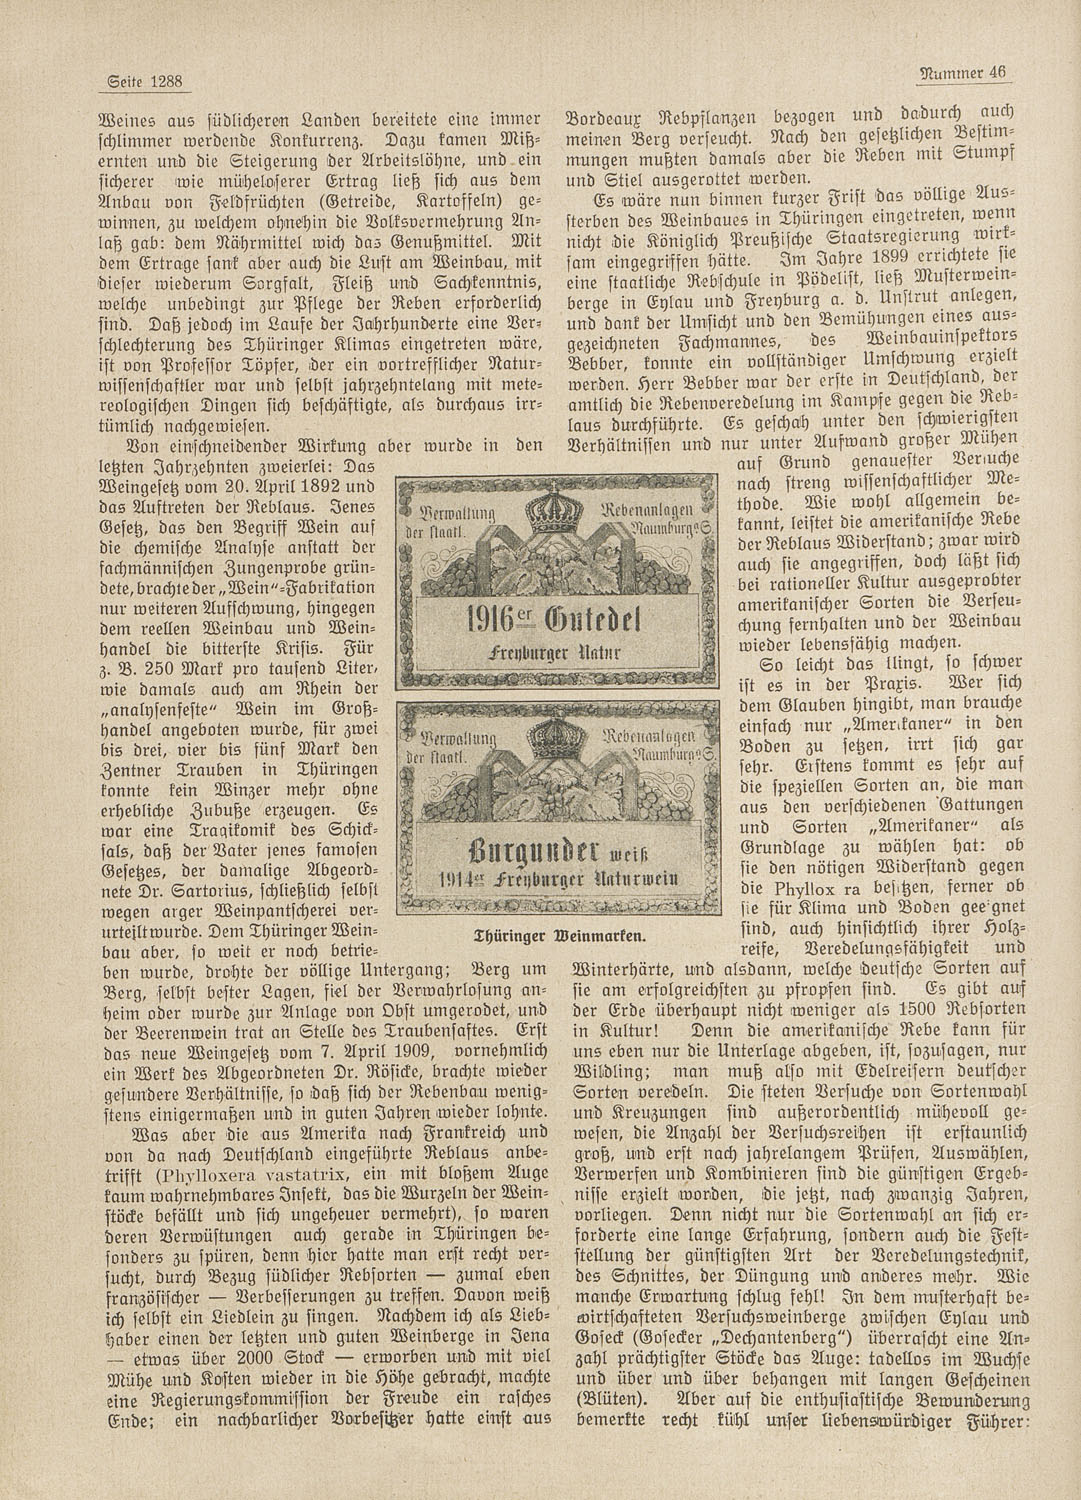 Seite 1288
Nummer 46
Weines aus südlicheren Landen bereitete eine immer
schlimmer werdende Konkurrenz. Dazu kamen Miß-
ernten und die Steigerung der Arbeitslöhne, und ein
sicherer wie müheloserer Ertrag ließ sich aus dem
Anbau von Feldfrüchten (Getreide, Kartoffeln) ge-
winnen, zu welchem ohnehin die Volksvermehrung An-
laß gab: dem Nährmittel wich das Genußmittel. Mit
dem Ertrage sank aber auch die Lust am Weinbau, mit
dieser wiederum Sorgfalt, Fleiß und Sachkenntnis,
welche unbedingt zur Pflege der Reben erforderlich
sind. Daß jedoch im Laufe der Jahrhunderte eine Ver-
schlechterung des Thüringer Klimas eingetreten wäre,
ist von Professor Töpfer, der ein vortrefflicher Natur-
wissenschaftler war und selbst jahrzehntelang mit mete-
reologischen Dingen sich beschäftigte, als durchaus irr-
tümlich nachgewiesen.
Von einschneidender Wirkung aber wurde in den
letzten Jahrzehnten zweierlei: Das
Weingesetz vom 20. April 1892 und
das Auftreten der Reblaus. Jenes
Gesetz, das den Begriff Wein auf
die chemische Analyse anstatt der
fachmännischen Zungenprobe grün-
dete, brachte der „Wein"-Fabrikation
nur weiteren Aufschwung, hingegen
dem reellen Weinbau und Wein-
handel die bitterste Krisis. Für
z. B. 250 Mark pro tausend Liter,
wie damals auch am Rhein der
„analysenfeste" Wein im Groß-
handel angeboten wurde, für zwei
bis drei, vier bis fünf Mark den
Zentner Trauben in Thüringen
konnte kein Winzer mehr ohne
erhebliche Zubuße erzeugen. Es
war eine Tragikomik des Schick-
sals, daß der Vater jenes famosen
Gesetzes, der damalige Abgeord-
nete Dr. Sartorius, schließlich selbst
wegen arger Weinpantscherei ver-
urteilt wurde. Dem Thüringer Wein-
bau aber, so weit er noch betrie-
ben wurde, drohte der völlige Untergang; Berg um
Berg, selbst bester Lagen, fiel der Verwahrlosung an-
heim oder wurde zur Anlage von Obst umgerodet, und
der Beerenwein trat an Stelle des Traubensaftes. Erst
das neue Weingesetz vom 7. April 1909, vornehmlich
ein Werk des Abgeordneten Dr. Rösicke, brachte wieder
gesundere Verhältnisse, so daß sich der Rebenbau wenig-
stens einigermaßen und in guten Jahren wieder lohnte.
Was aber die aus Amerika nach Frankreich und
von da nach Deutschland eingeführte Reblaus anbe-
trifft (Phylloxera vastatrix, ein mit bloßem Auge
kaum wahrnehmbares Insekt, das die Wurzeln der Wein-
stöcke befällt und sich ungeheuer vermehrt), so waren
deren Verwüstungen auch gerade in Thüringen be-
sonders zu spüren, denn hier hatte man erst recht ver-
sucht, durch Bezug südlicher Rebsorten — zumal eben
französischer — Verbesserungen zu treffen. Davon weiß
ich selbst ein Liedlein zu singen. Nachdem ich als Lieb-
haber einen der letzten und guten Weinberge in Jena
— etwas über 2000 Stock — erworben und mit viel
Mühe und Kosten wieder in die Höhe gebracht, machte
eine Regierungskommission der Freude ein rasches
Ende; ein nachbarlicher Vorbesitzer hatte einst aus
Verwaltung
der staatl.
Rebenanlagen
Naumburg a/S.
1916er Gutedel
Freyburger Natur
Verwaltung
der staatl.
Rebenanlagen
Naumburg a/S.
Burgunder weiß
1914er Freyburger Naturwein
Thüringer Weinmarken.
Bordeaux Rebpflanzen bezogen und dadurch auch
meinen Berg verseucht. Nach den gesetzlichen Bestim-
mungen mußten damals aber die Reben mit Stumpf
und Stiel ausgerottet werden.
Es wäre nun binnen kurzer Frist das völlige Aus-
sterben des Weinbaues in Thüringen eingetreten, wenn
nicht die Königlich Preußische Staatsregierung wirk-
sam eingegriffen hätte. Im Jahre 1899 errichtete sie
eine staatliche Rebschule in Pödelist, ließ Musterwein-
berge in Eylau und Freyburg a. d. Unstrut anlegen,
und dank der Umsicht und den Bemühungen eines aus-
gezeichneten Fachmannes, des Weinbauinspektors
Bebber, konnte ein vollständiger Umschwung erzielt
werden. Herr Bebber war der erste in Deutschland, der
amtlich die Rebenveredelung im Kampfe gegen die Reb-
laus durchführte. Es geschah unter den schwierigsten
Verhältnissen und nur unter Aufwand großer Mühen
auf Grund genauester Versuche
nach streng wissenschaftlicher Me-
thode. Wie wohl allgemein be-
kannt, leistet die amerikanische Rebe
der Reblaus Widerstand; zwar wird
auch sie angegriffen, doch läßt sich
bei rationeller Kultur ausgeprobter
amerikanischer Sorten die Verseu-
chung fernhalten und der Weinbau
wieder lebensfähig machen.
So leicht das klingt, so schwer
ist es in der Praxis. Wer sich
dem Glauben hingibt, man brauche
einfach nur „Amerikaner" in den
Boden zu setzen, irrt sich gar
sehr. Erstens kommt es sehr auf
die speziellen Sorten an, die man
aus den verschiedenen Gattungen
und Sorten „Amerikaner" als
Grundlage zu wählen hat: ob
sie den nötigen Widerstand gegen
die Phyllox ra besitzen, ferner ob
sie für Klima und Boden geeignet
sind, auch hinsichtlich ihrer Holz-
reife, Veredelungsfähigkeit und
Winterhärte, und alsdann, welche deutsche Sorten auf
sie am erfolgreichsten zu pfropfen sind. Es gibt auf
der Erde überhaupt nicht weniger als 1500 Rebsorten
in Kultur! Denn die amerikanische Rebe kann für
uns eben nur die Unterlage abgeben, ist, sozusagen, nur
Wildling; man muß also mit Edelreisern deutscher
Sorten veredeln. Die steten Versuche von Sortenwahl
und Kreuzungen sind außerordentlich mühevoll ge-
wesen, die Anzahl der Versuchsreihen ist erstaunlich
groß, und erst nach jahrelangem Prüfen, Auswählen,
Verwerfen und Kombinieren sind die günstigen Ergeb-
nisse erzielt worden, die jetzt, nach zwanzig Jahren,
vorliegen. Denn nicht nur die Sortenwahl an sich er-
forderte eine lange Erfahrung, sondern auch die Fest-
stellung der günstigsten Art der Veredelungstechnik,
des Schnittes, der Düngung und anderes mehr. Wie
manche Erwartung schlug fehl! In dem musterhaft be-
wirtschafteten Versuchsweinberge zwischen Eylau und
Goseck (Gosecker „Dechantenberg") überrascht eine An-
zahl prächtigster Stöcke das Auge: tadellos im Wuchse
und über und über behangen mit langen Gescheinen
(Blüten). Aber auf die enthusiastische Bewunderung
bemerkte recht kühl unser liebenswürdiger Führer: